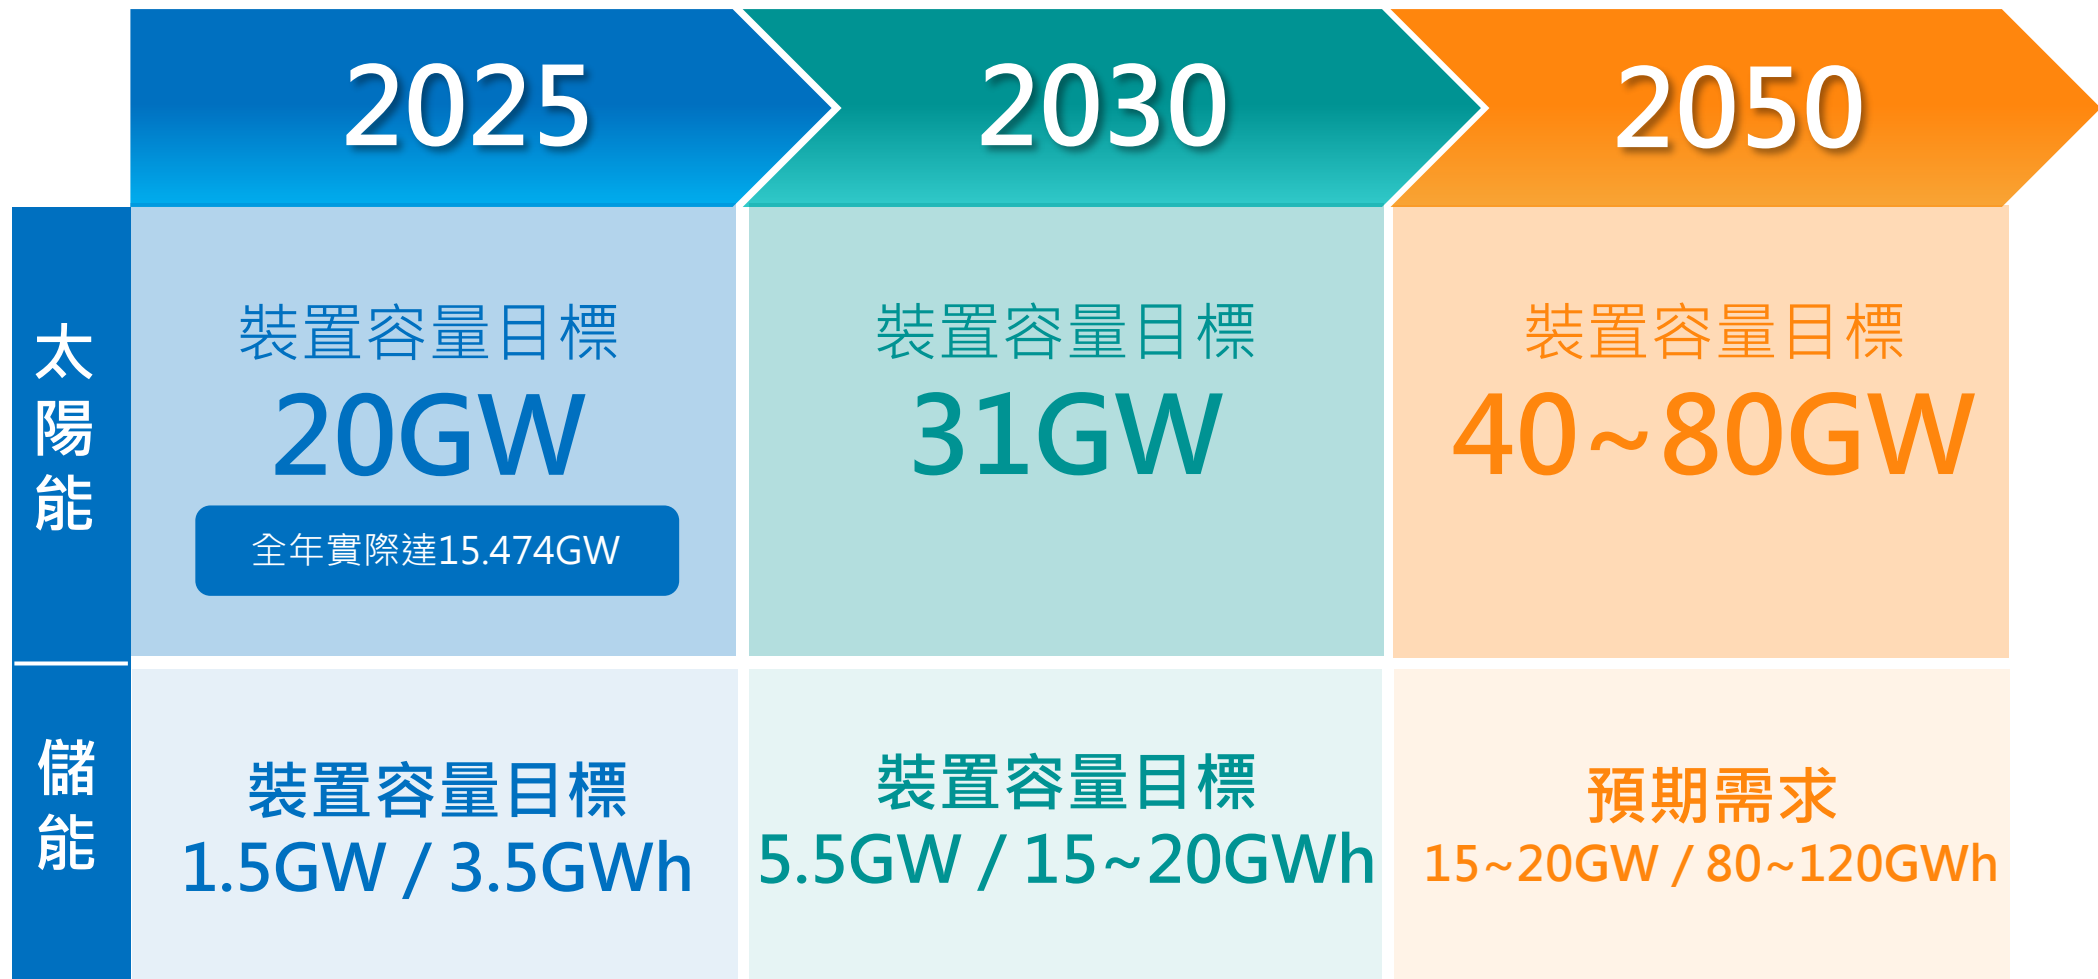 2025
2030
2050
太陽能
裝置容量目標
20GW
全年實際達15.474GW
裝置容量目標
31GW
裝置容量目標
40~80GW
儲能
裝置容量目標
1.5GW / 3.5GWh
裝置容量目標
5.5GW / 15~20GWh
預期需求
15~20GW / 80~120GWh